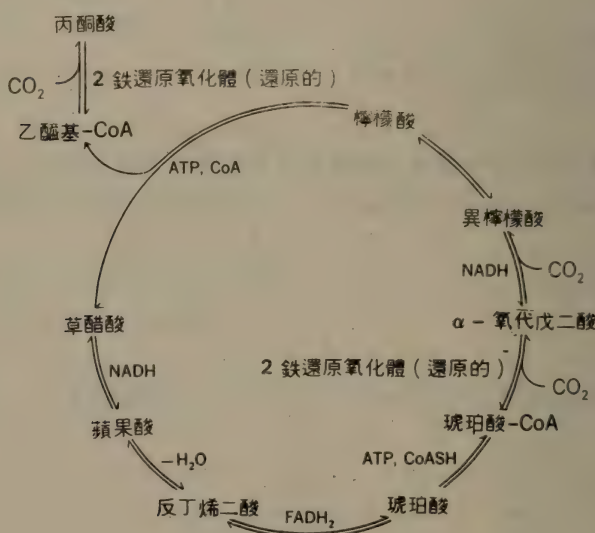 丙酮酸
CO₂
2 鉄還原氧化體 ( 還原的 )
乙醯基-CoA
檸檬酸
ATP, CoA
異檸檬酸
NADH
CO₂
草醋酸
α - 氧代戊二酸
NADH
2 鉄還原氧化體 ( 還原的 )
CO₂
蘋果酸
琥珀酸-CoA
-H₂O
ATP, CoASH
反丁烯二酸
FADH₂
琥珀酸